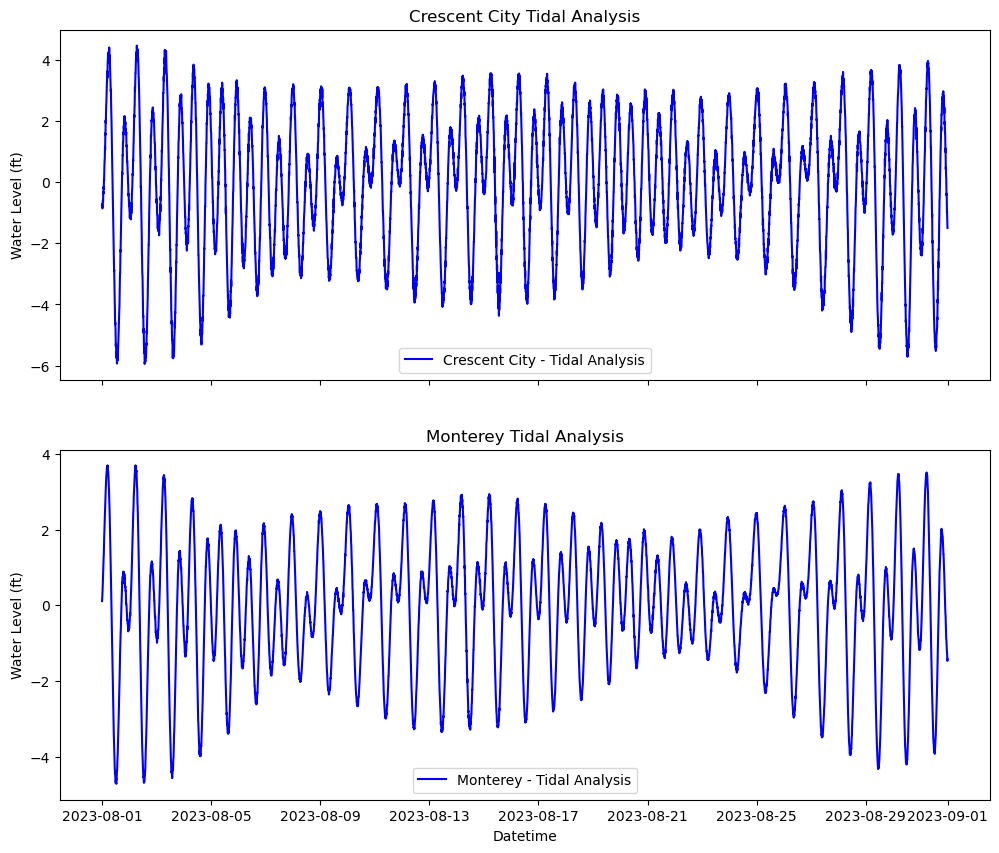 Crescent City Tidal Analysis
Water Level (ft)
4
2
0
−2
−4
−6
Crescent City - Tidal Analysis
Monterey Tidal Analysis
Water Level (ft)
4
2
0
−2
−4
Monterey - Tidal Analysis
2023-08-01 2023-08-05 2023-08-09 2023-08-13 2023-08-17 2023-08-21 2023-08-25 2023-08-29 2023-09-01
Datetime